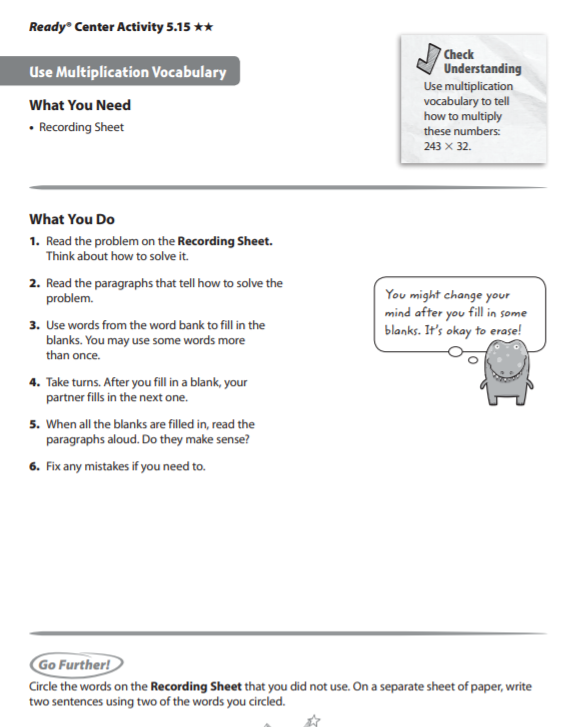 Ready® Center Activity 5.15 ★★
Use Multiplication Vocabulary
What You Need
• Recording Sheet
Check
Understanding
Use multiplication
vocabulary to tell
how to multiply
these numbers:
243 × 32.
What You Do
1. Read the problem on the Recording Sheet.
Think about how to solve it.
2. Read the paragraphs that tell how to solve the
problem.
3. Use words from the word bank to fill in the
blanks. You may use some words more
than once.
4. Take turns. After you fill in a blank, your
partner fills in the next one.
5. When all the blanks are filled in, read the
paragraphs aloud. Do they make sense?
6. Fix any mistakes if you need to.
You might change your
mind after you fill in some
blanks. It's okay to erase!
Go Further!
Circle the words on the Recording Sheet that you did not use. On a separate sheet of paper, write
two sentences using two of the words you circled.